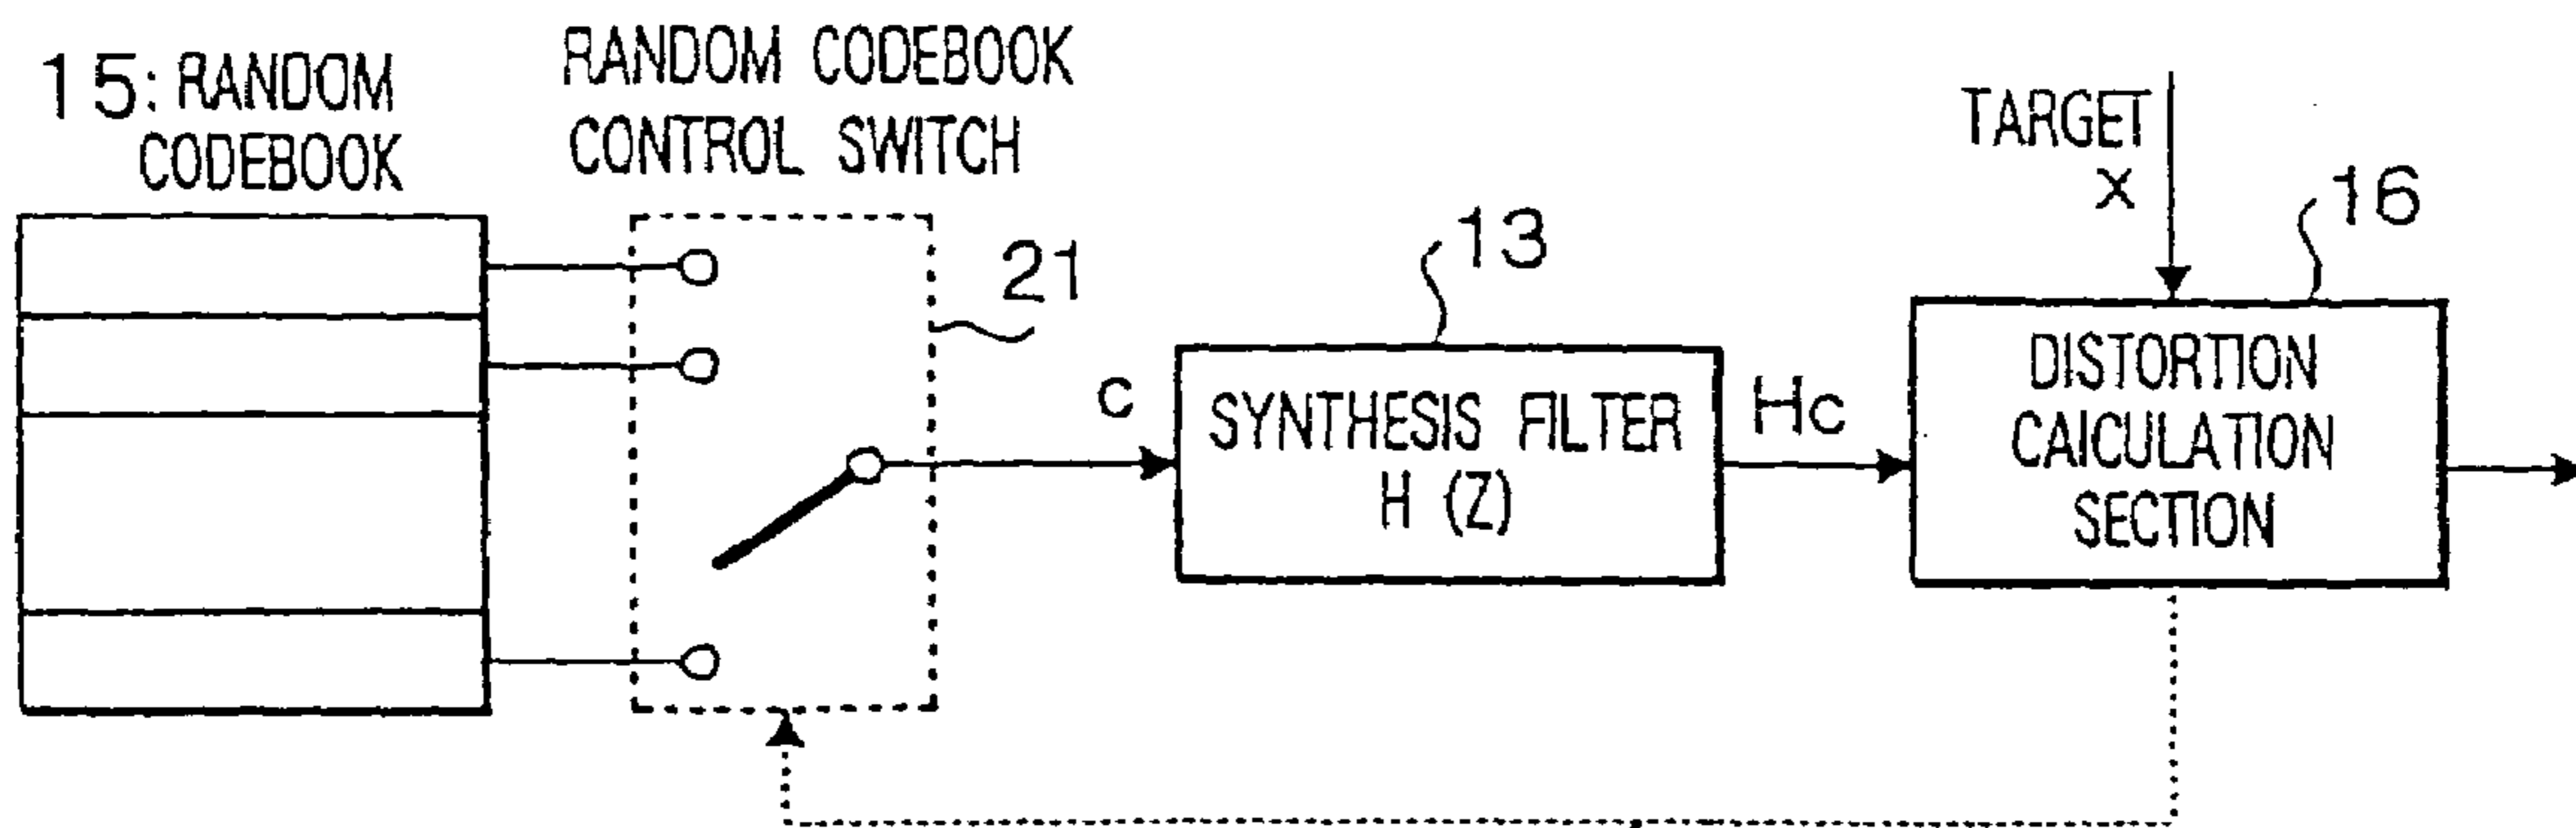 15: RANDOM
CODEBOOK
RANDOM CODEBOOK
CONTROL SWITCH
21
C
13
SYNTHESIS FILTER
H (Z)
Hc
TARGET
X
16
DISTORTION
CAICULATION
SECTION